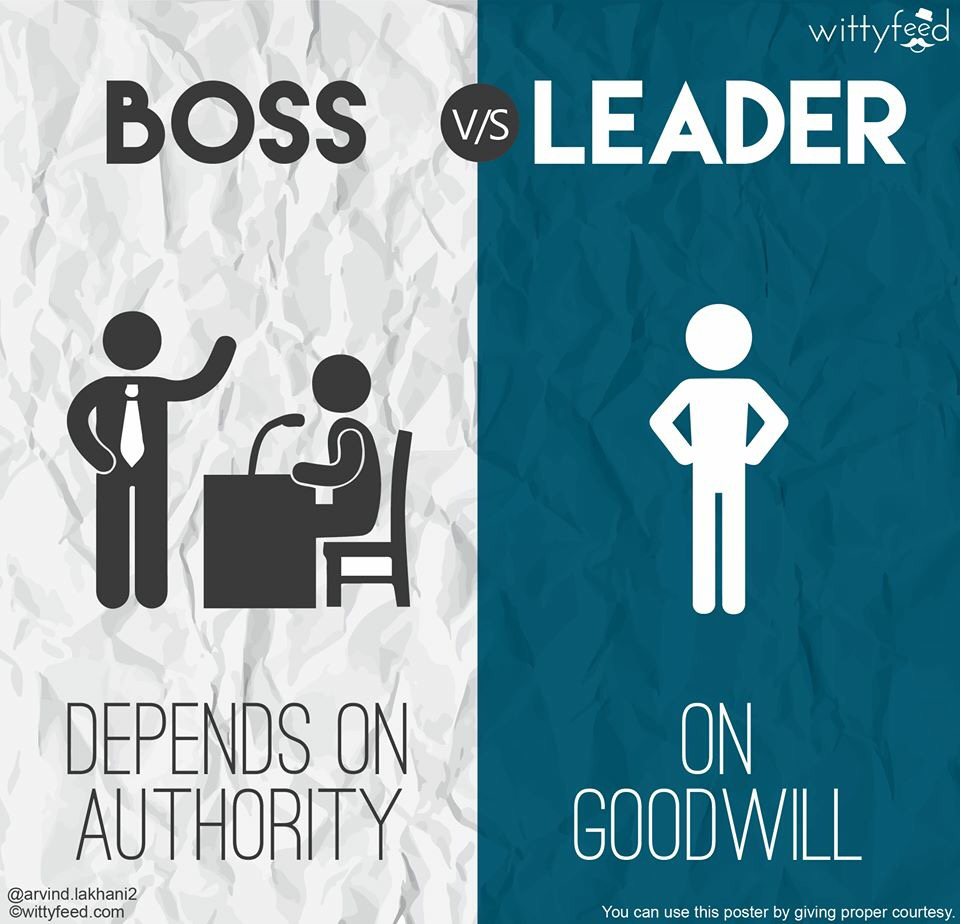 wittyfeed
BOSS V/S LEADER
DEPENDS ON
AUTHORITY
ON
GOODWILL
@arvind.lakhani2
©wittyfeed.com
You can use this poster by giving proper courtesy.